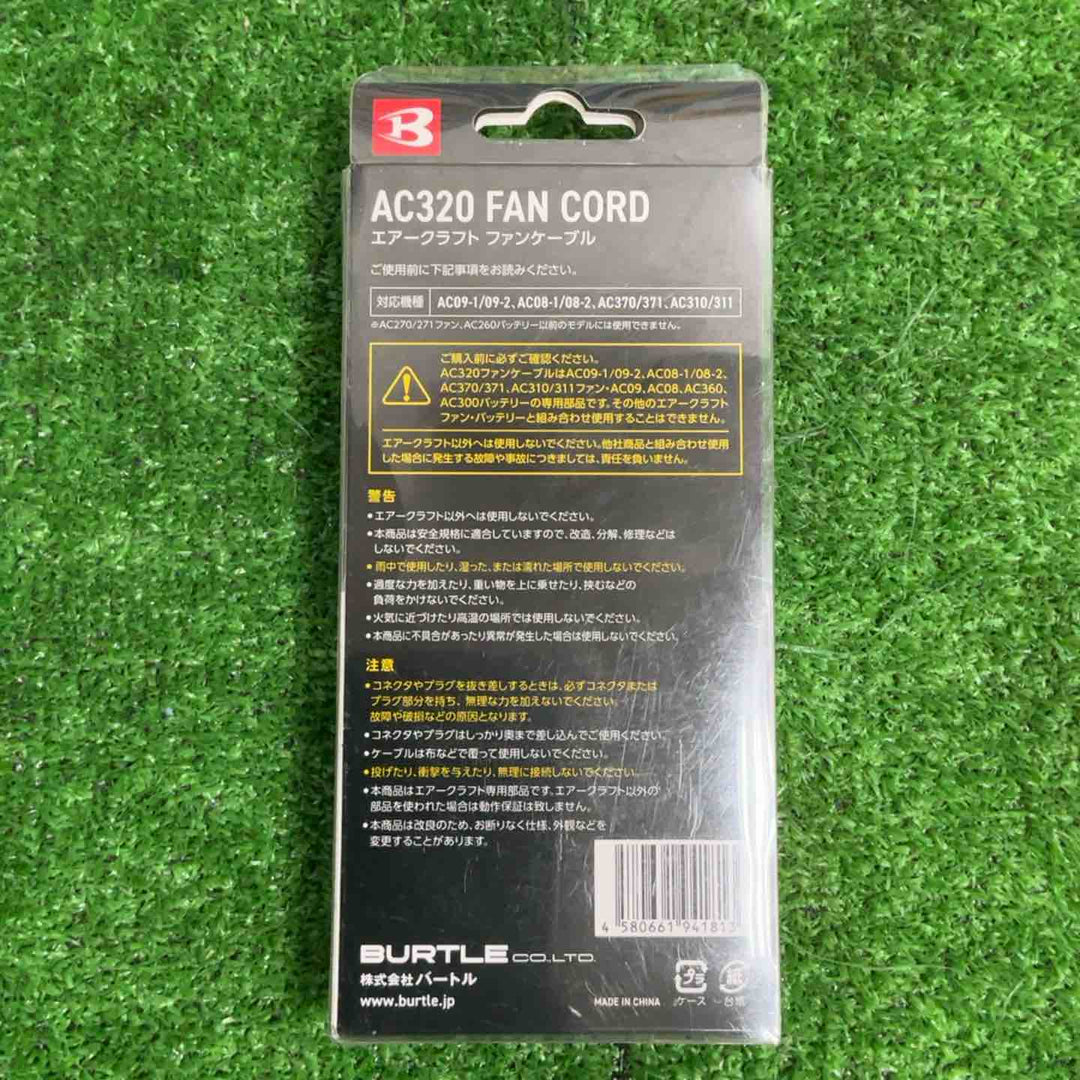 B
AC320 FAN CORD
エアークラフト ファンケーブル
ご使用前に下記事項をお読みください。
対応機種 AC09-1/09-2、AC08-1/08-2、AC370/371、AC310/311
※AC270/271ファン、AC260バッテリー以前のモデルには使用できません。
ご購入前に必ずご確認ください。
AC320ファンケーブルはAC09-1/09-2、AC08-1/08-2、
AC370/371、AC310/311ファン・AC09、AC08、AC360、
AC300バッテリーの専用部品です。その他のエアークラフト
ファン・バッテリーと組み合わせ使用することはできません。
エアークラフト以外へは使用しないでください。他社商品と組み合わせ使用
した場合に発生する故障や事故につきましては、責任を負いません。
警告
•エアークラフト以外へは使用しないでください。
•本商品は安全規格に適合していますので、改造、分解、修理などは
しないでください。
•雨中で使用したり、湿った、または濡れた場所で使用しないでください。
•過度な力を加えたり、重い物を上に乗せたり、挟むなどの
負荷をかけないでください。
•火気に近づけたり高温の場所では使用しないでください。
•本商品に不具合があったり異常が発生した場合は使用しないでください。
注意
•コネクタやプラグを抜き差しするときは、必ずコネクタまたは
プラグ部分を持ち、無理な力を加えないでください。
故障や破損などの原因となります。
•コネクタやプラグはしっかり奥まで差し込んでご使用ください。
•ケーブルは布などで覆って使用しないでください。
•投げたり、衝撃を与えたり、無理に接続しないでください。
•本商品はエアークラフト専用部品です。エアークラフト以外の
部品を使われた場合は動作保証は致しません。
•本商品は改良のため、お断りなく仕様、外観などを
変更することがあります。
4 580661 941813
BURTLE CO.,LTD.
株式会社バートル
www.burtle.jp
MADE IN CHINA
プラ 紙
ケース 台紙